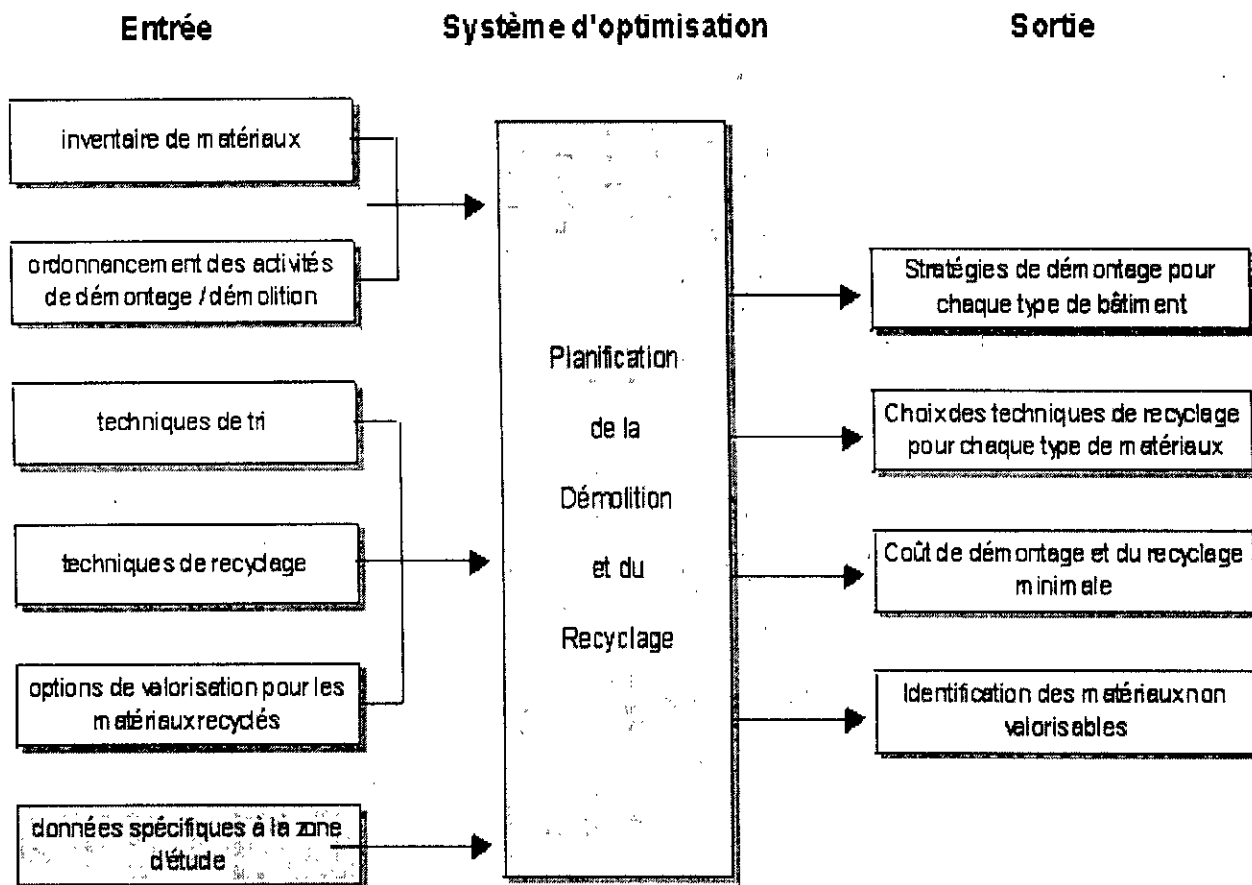 Entrée
Système d'optimisation
Sortie
inventaire de matériaux
ordonnancement des activités
de démontage / démolition
techniques de tri
techniques de recyclage
options de valorisation pour les
matériaux recyclés
données spécifiques à la zone
d'étude
Planification
de la
Démolition
et du
Recyclage
Stratégies de démontage pour
chaque type de bâtiment
Choix des techniques de recyclage
pour chaque type de matériaux
Coût de démontage et du recyclage
minimale
Identification des matériaux non
valorisables